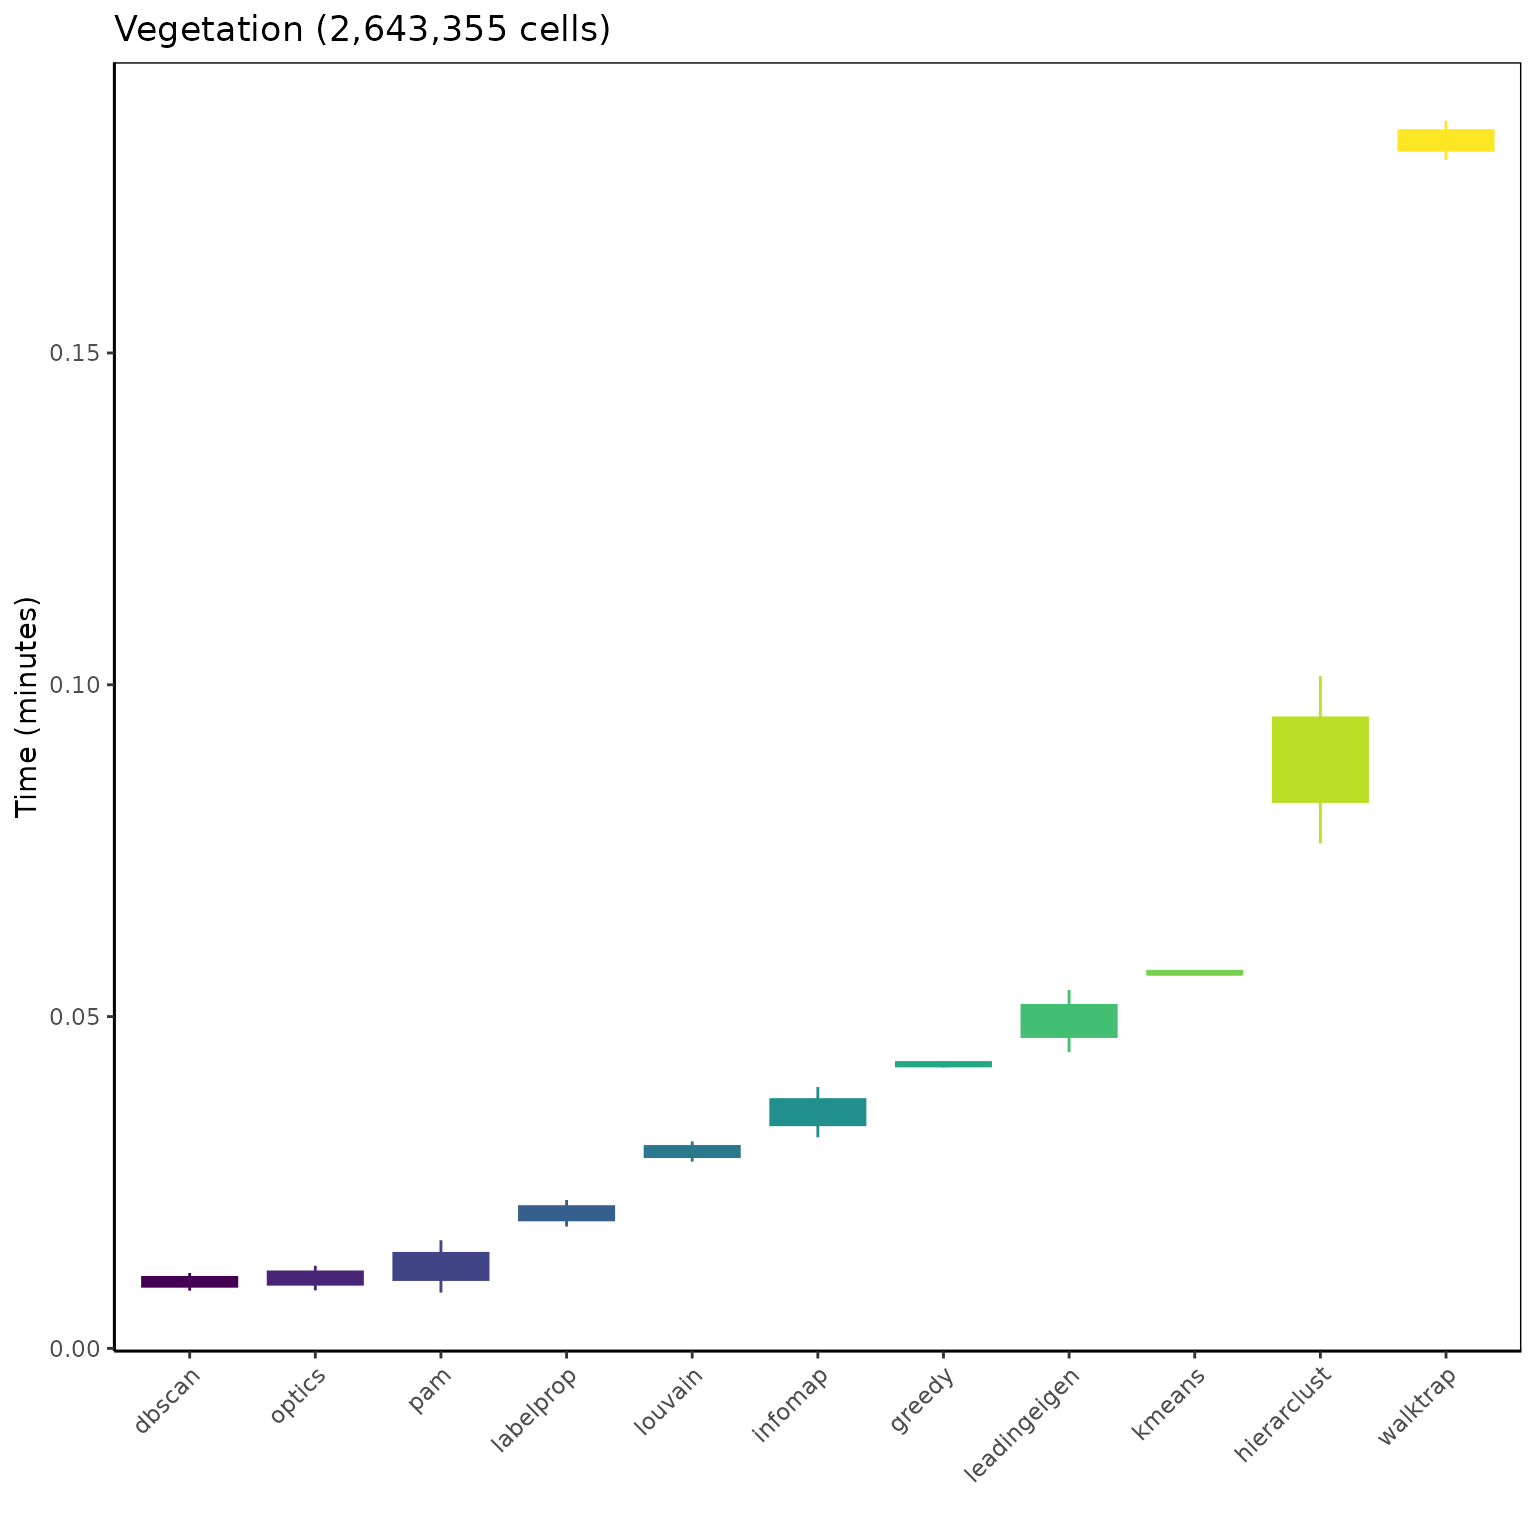 Vegetation (2,643,355 cells)
Time (minutes)
0.15
0.10
0.05
0.00
dbscan
optics
pam
labelprop
louvain
infomap
greedy
leadingeigen
kmeans
hierarclust
walktrap